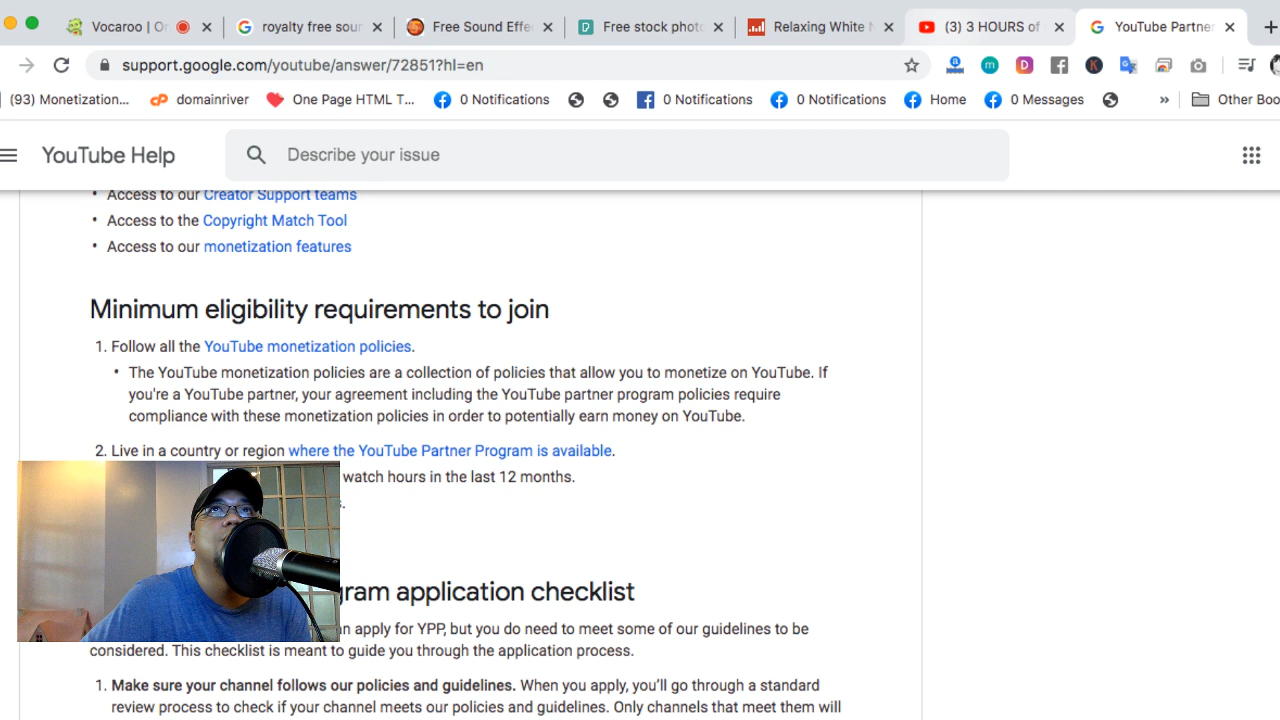 Vocaroo | O
royalty free sour
Free Sound Effe
Free stock photo
Relaxing White N
(3) 3 HOURS of
YouTube Partner
support.google.com/youtube/answer/72851?hl=en
(93) Monetization...
domainriver
One Page HTML T...
0 Notifications
0 Notifications
0 Notifications
Home
0 Messages
»
Other Boo
YouTube Help
Describe your issue
• Access to our Creator Support teams
• Access to the Copyright Match Tool
• Access to our monetization features
Minimum eligibility requirements to join
1. Follow all the YouTube monetization policies.
• The YouTube monetization policies are a collection of policies that allow you to monetize on YouTube. If
you're a YouTube partner, your agreement including the YouTube partner program policies require
compliance with these monetization policies in order to potentially earn money on YouTube.
2. Live in a country or region where the YouTube Partner Program is available.
watch hours in the last 12 months.
gram application checklist
n apply for YPP, but you do need to meet some of our guidelines to be
considered. This checklist is meant to guide you through the application process.
1. Make sure your channel follows our policies and guidelines. When you apply, you'll go through a standard
review process to check if your channel meets our policies and guidelines. Only channels that meet them will